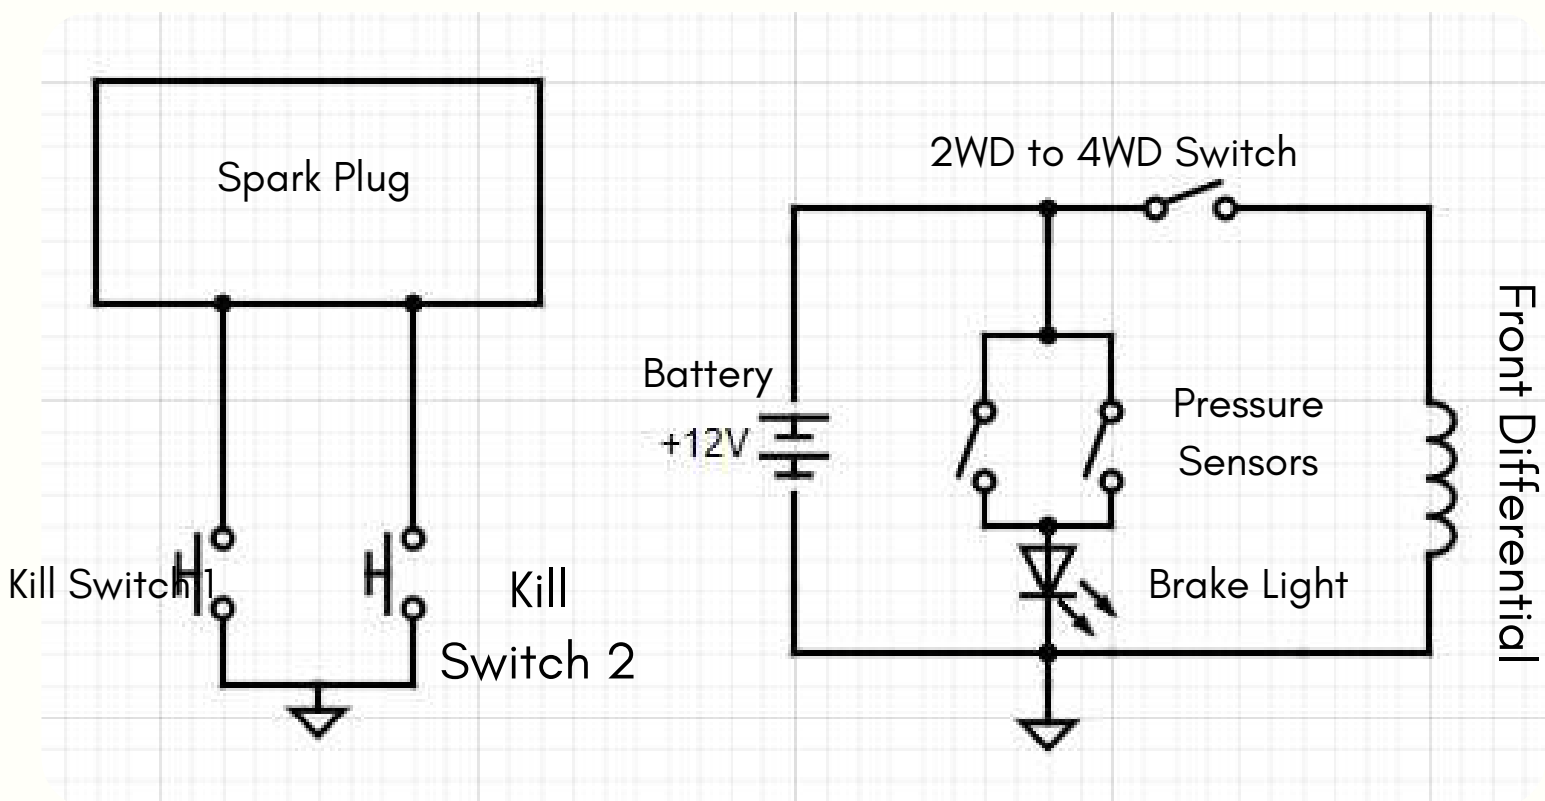 Spark Plug
Kill Switch 1
Kill
Switch 2
2WD to 4WD Switch
Battery
+12V
Pressure
Sensors
Brake Light
Front Differential